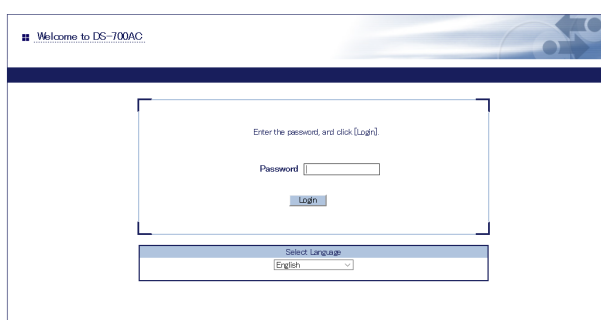 Welcome to DS-700AC
Enter the password, and click [Login].
Password
Login
Select Language
English